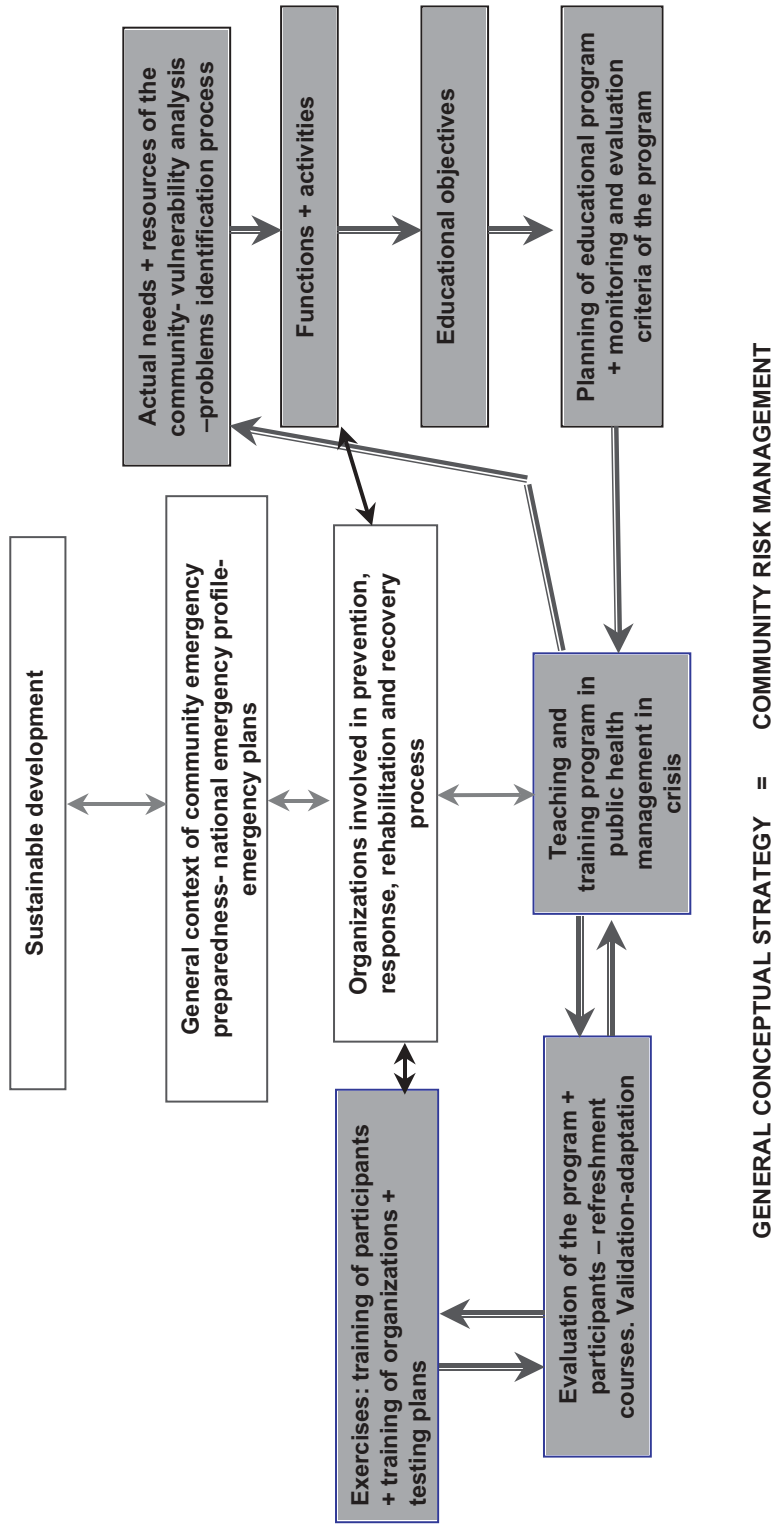 Sustainable development
General context of community emergency
preparedness- national emergency profile-
emergency plans
Organizations involved in prevention,
response, rehabilitation and recovery
process
Exercises: training of participants
+ training of organizations +
testing plans
Evaluation of the program +
participants – refreshment
courses. Validation-adaptation
Teaching and
training program in
public health
management in
crisis
Actual needs + resources of the
community- vulnerability analysis
–problems identification process
Functions + activities
Educational objectives
Planning of educational program
+ monitoring and evaluation
criteria of the program
GENERAL CONCEPTUAL STRATEGY = COMMUNITY RISK MANAGEMENT